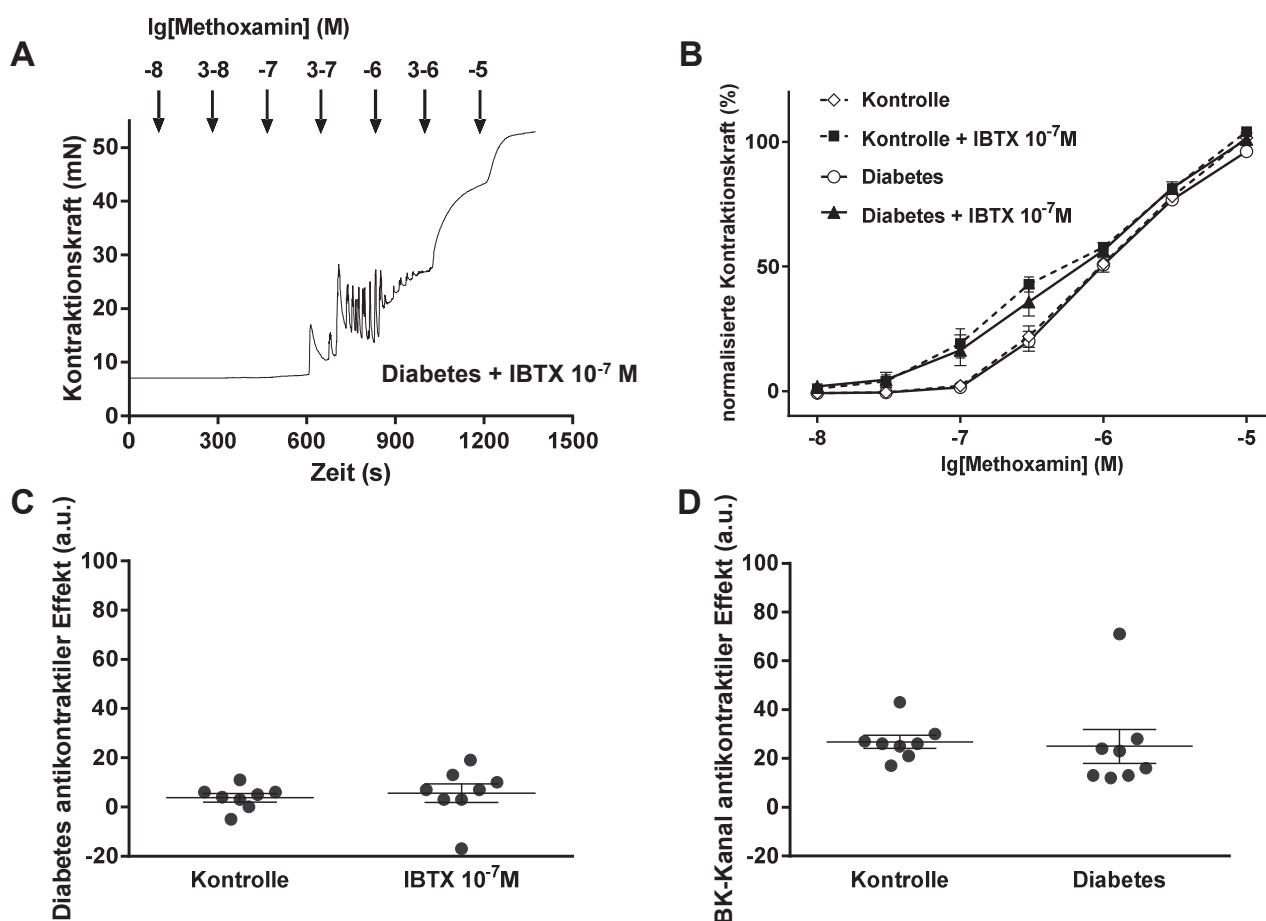 A
lg[Methoxamin] (M)
-8 3-8 -7 3-7 -6 3-6 -5
Kontraktionskraft (mN)
50
40
30
20
10
0
0 300 600 900 1200 1500
Zeit (s)
Diabetes + IBTX 10⁻⁷ M
B
normalisierte Kontraktionskraft (%)
100
50
0
Kontrolle
Kontrolle + IBTX 10⁻⁷M
Diabetes
Diabetes + IBTX 10⁻⁷M
-8 -7 -6 -5
lg[Methoxamin] (M)
C
Diabetes antikontraktiler Effekt (a.u.)
100
80
60
40
20
0
-20
Kontrolle IBTX 10⁻⁷M
D
BK-Kanal antikontraktiler Effekt (a.u.)
100
80
60
40
20
0
-20
Kontrolle Diabetes